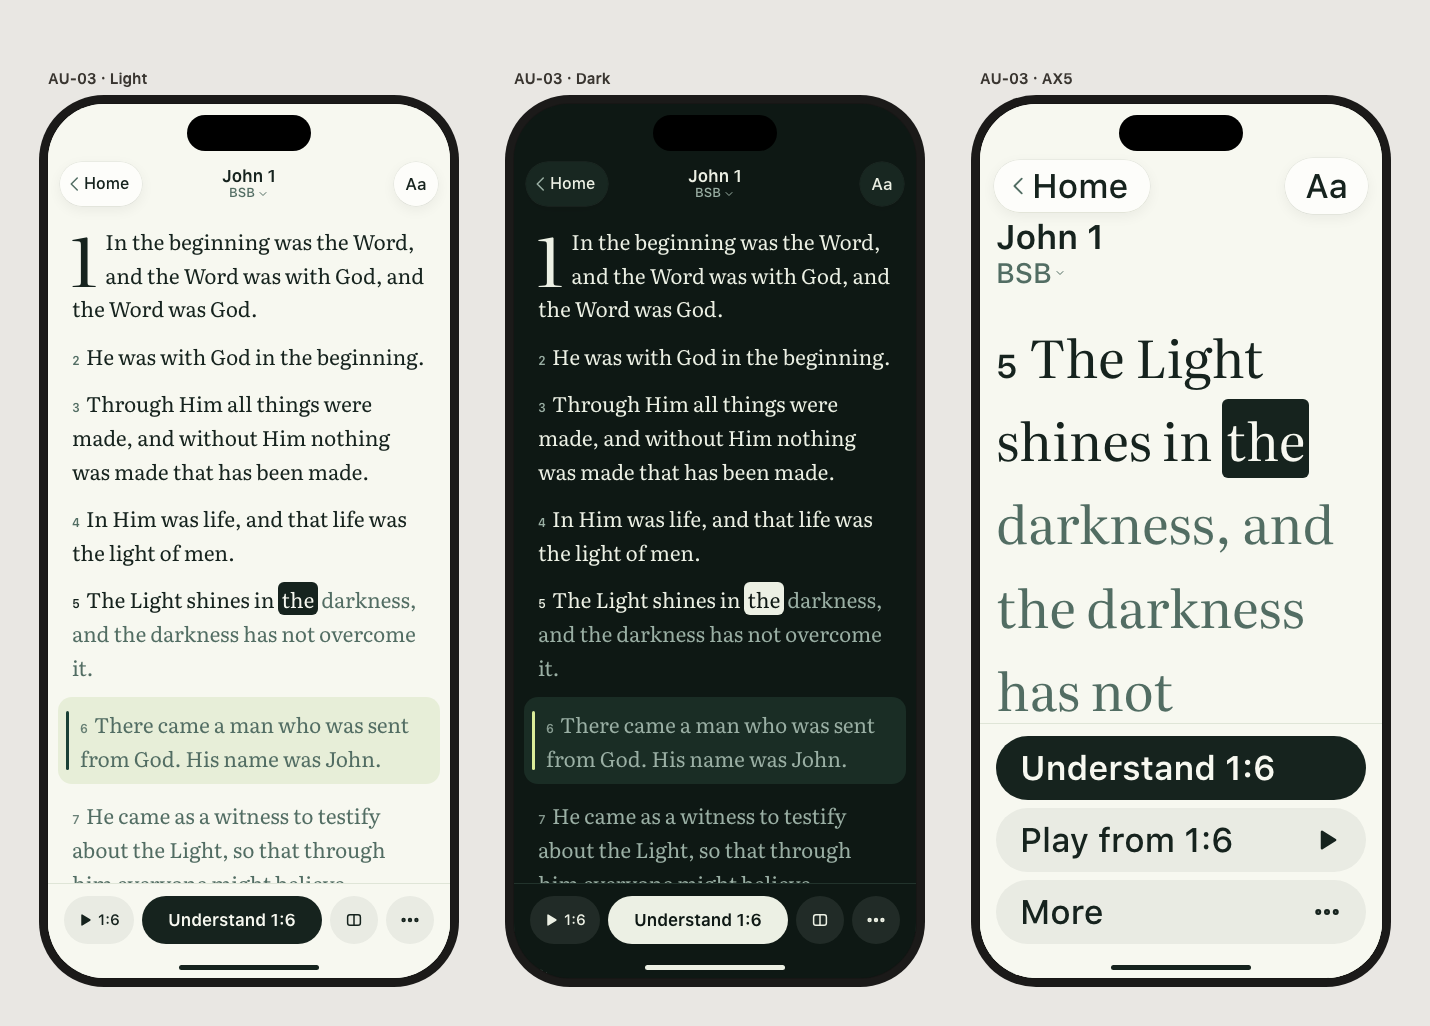 AU-03 · Light
Home
John 1
BSB
Aa
1 In the beginning was the Word,
and the Word was with God, and
the Word was God.
2 He was with God in the beginning.
3 Through Him all things were
made, and without Him nothing
was made that has been made.
4 In Him was life, and that life was
the light of men.
5 The Light shines in the darkness,
and the darkness has not overcome
it.
6 There came a man who was sent
from God. His name was John.
7 He came as a witness to testify
about the Light, so that through
him everyone might believe.
1:6
Understand 1:6
AU-03 · Dark
Home
John 1
BSB
Aa
1 In the beginning was the Word,
and the Word was with God, and
the Word was God.
2 He was with God in the beginning.
3 Through Him all things were
made, and without Him nothing
was made that has been made.
4 In Him was life, and that life was
the light of men.
5 The Light shines in the darkness,
and the darkness has not overcome
it.
6 There came a man who was sent
from God. His name was John.
7 He came as a witness to testify
about the Light, so that through
him everyone might believe.
1:6
Understand 1:6
AU-03 · AX5
Home
Aa
John 1
BSB
5 The Light
shines in the
darkness, and
the darkness
has not
Understand 1:6
Play from 1:6
More